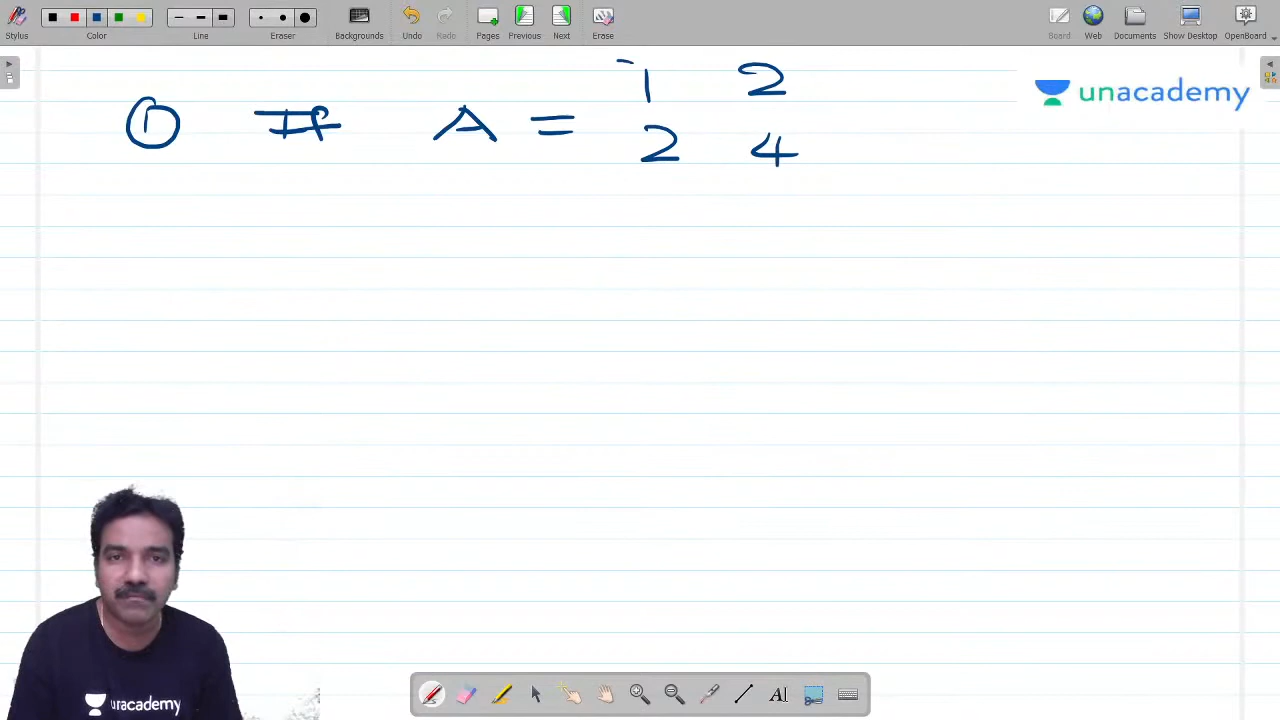 Stylus Color Line Eraser Backgrounds Undo Redo Pages Previous Next Erase Board Web Documents Show Desktop OpenBoard
unacademy
1 2
① If A =
2 4
unacademy